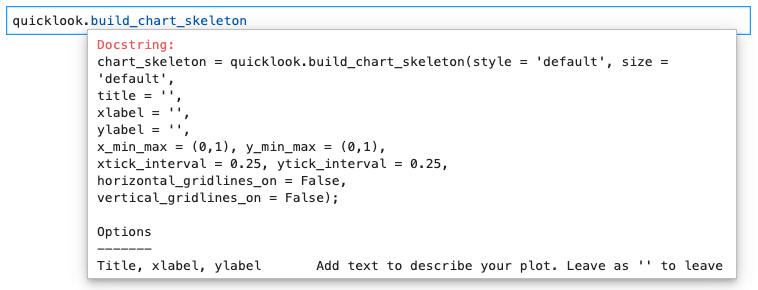 quicklook.build_chart_skeleton
Docstring:
chart_skeleton = quicklook.build_chart_skeleton(style = 'default', size =
'default',
title = '',
xlabel = '',
ylabel = '',
x_min_max = (0,1), y_min_max = (0,1),
xtick_interval = 0.25, ytick_interval = 0.25,
horizontal_gridlines_on = False,
vertical_gridlines_on = False);

Options
-------
Title, xlabel, ylabel       Add text to describe your plot. Leave as '' to leave